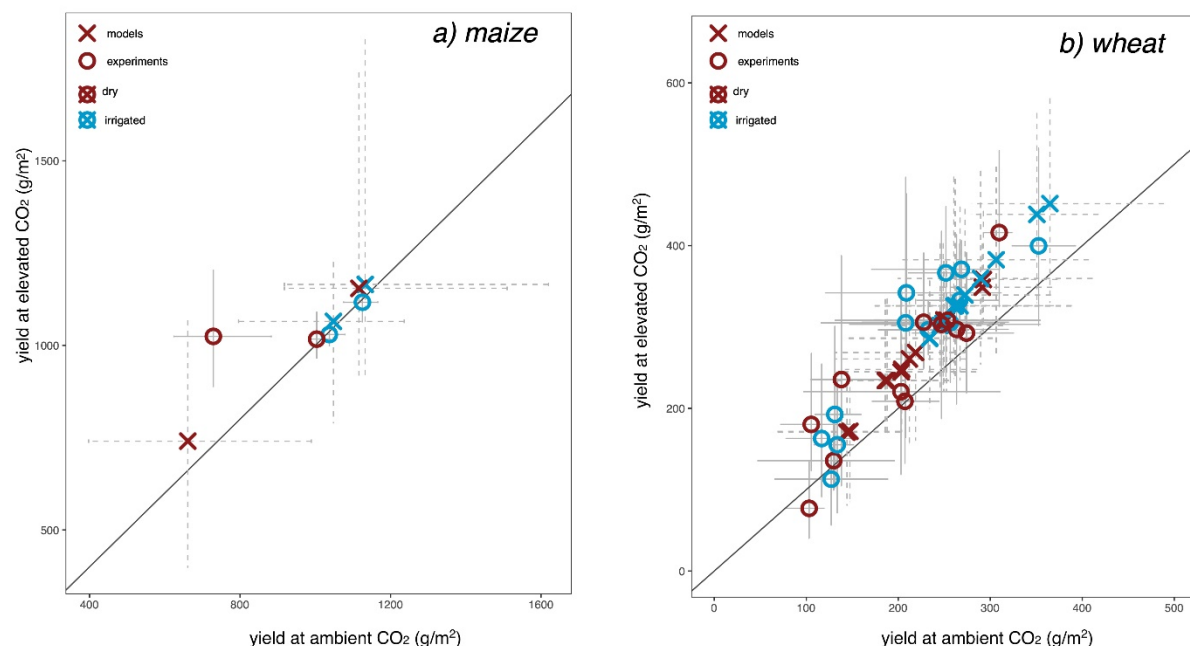 a) maize
models
experiments
dry
irrigated
yield at elevated CO₂ (g/m²)
1500
1000
500
400
800
1200
1600
yield at ambient CO₂ (g/m²)
b) wheat
models
experiments
dry
irrigated
yield at elevated CO₂ (g/m²)
600
400
200
0
0
100
200
300
400
500
yield at ambient CO₂ (g/m²)